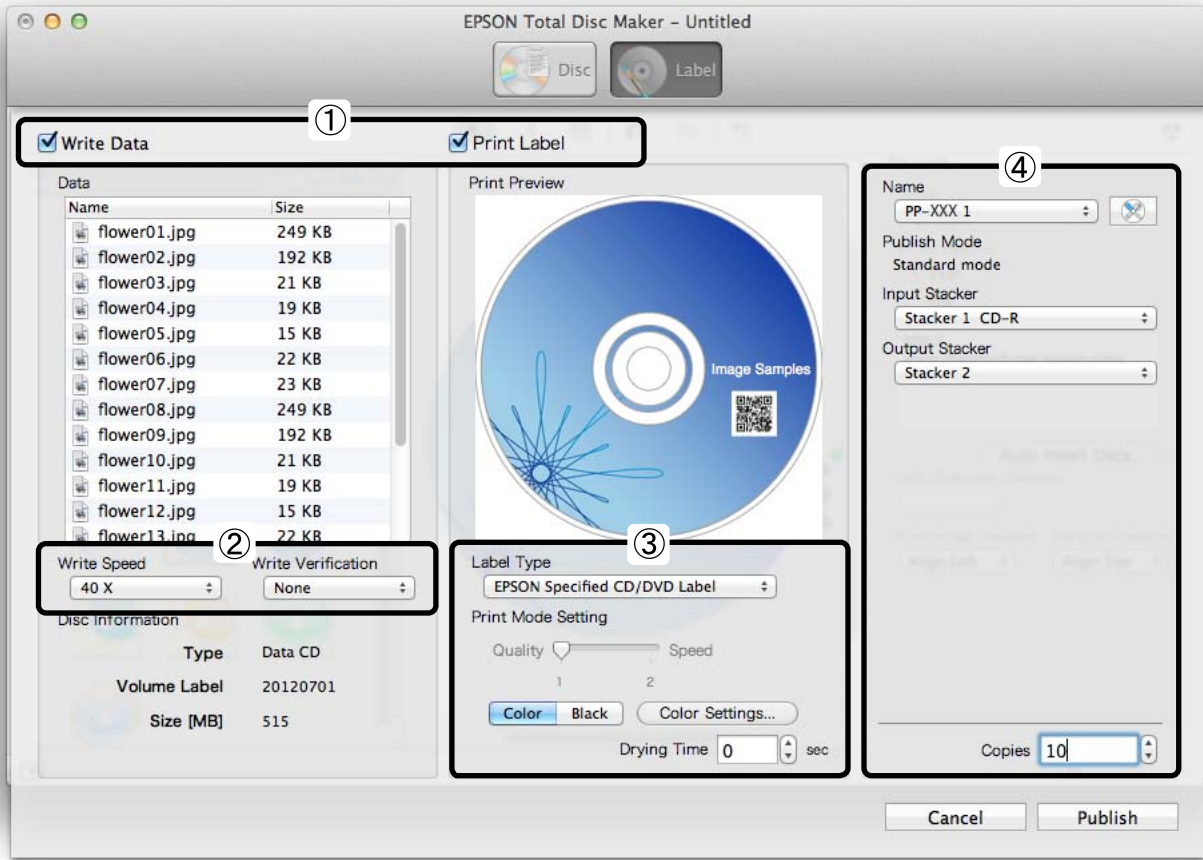 EPSON Total Disc Maker – Untitled
Disc
Label
①
Write Data
Print Label
Data
Name Size
flower01.jpg 249 KB
flower02.jpg 192 KB
flower03.jpg 21 KB
flower04.jpg 19 KB
flower05.jpg 15 KB
flower06.jpg 22 KB
flower07.jpg 23 KB
flower08.jpg 249 KB
flower09.jpg 192 KB
flower10.jpg 21 KB
flower11.jpg 19 KB
flower12.jpg 15 KB
flower13.jpg 22 KB
②
Write Speed Write Verification
40 X None
Disc Information
Type Data CD
Volume Label 20120701
Size [MB] 515
Print Preview
Image Samples
③
Label Type
EPSON Specified CD/DVD Label
Print Mode Setting
Quality Speed
1 2
Color Black Color Settings...
Drying Time 0 sec
④
Name
PP-XXX 1
Publish Mode
Standard mode
Input Stacker
Stacker 1 CD-R
Output Stacker
Stacker 2
Auto Insert Data...
Align Left Align Top
Copies 10
Cancel Publish